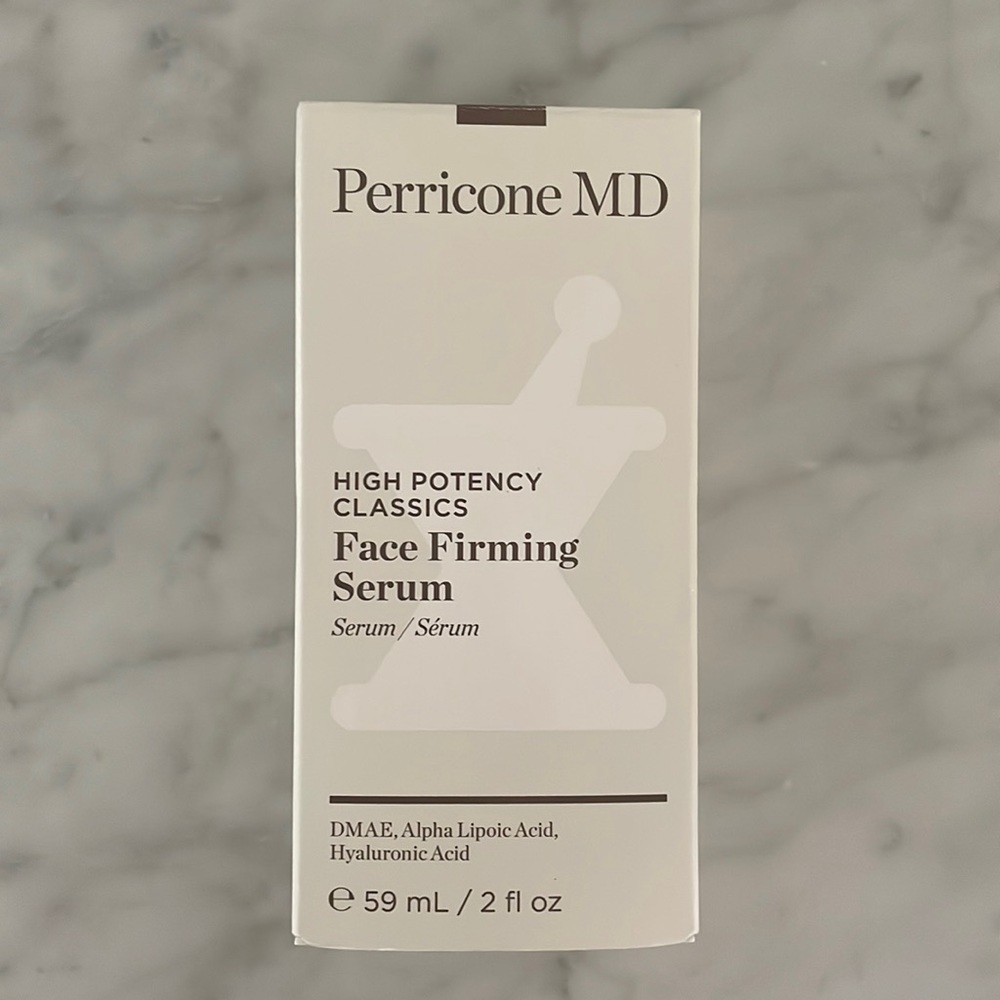 Perricone MD
HIGH POTENCY
CLASSICS
Face Firming
Serum
Serum / Sérum
DMAE, Alpha Lipoic Acid,
Hyaluronic Acid
℮ 59 mL / 2 fl oz